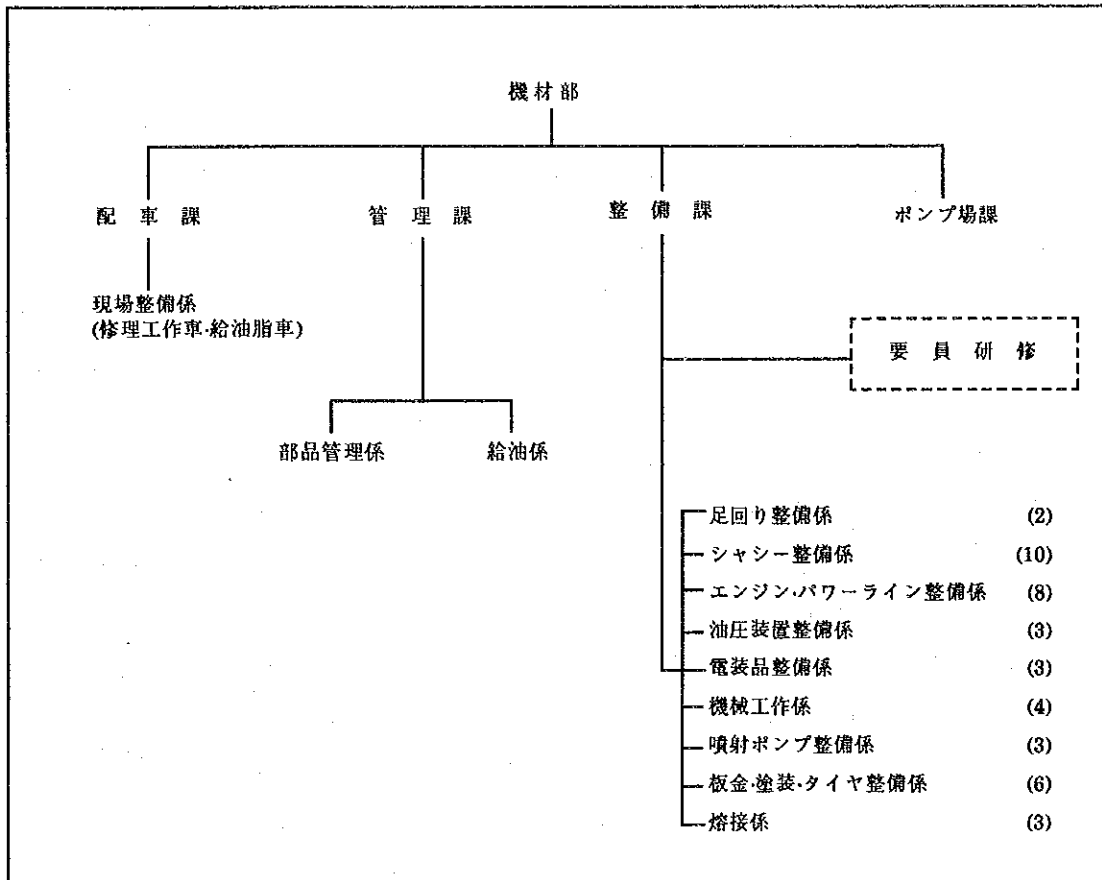 機材部
配車課
管理課
整備課
ポンプ場課
現場整備係
(修理工作車·給油脂車)
要員研修
部品管理係
給油係
足回り整備係 (2)
シャシー整備係 (10)
エンジン·パワーライン整備係 (8)
油圧装置整備係 (3)
電装品整備係 (3)
機械工作係 (4)
噴射ポンプ整備係 (3)
板金·塗装·タイヤ整備係 (6)
熔接係 (3)